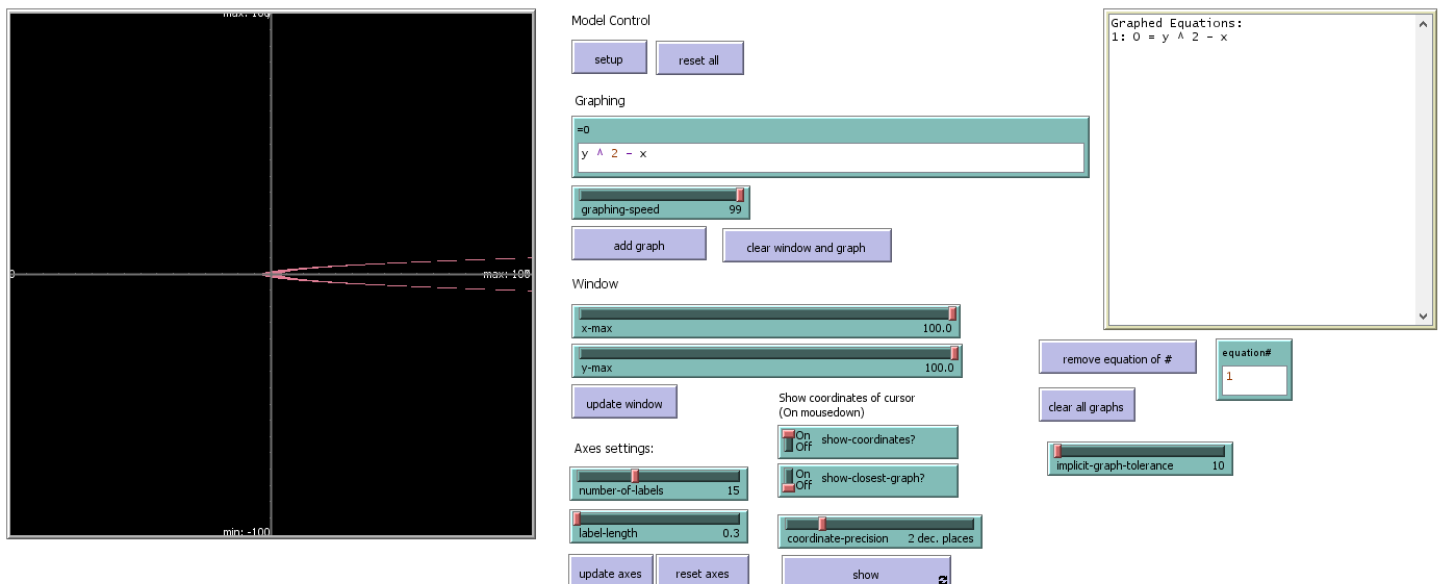 max: 100
0
max: 100
min: -100
Model Control
setup
reset all
Graphing
=0
y ^ 2 - x
graphing-speed 99
add graph
clear window and graph
Window
x-max 100.0
y-max 100.0
update window
Axes settings:
number-of-labels 15
label-length 0.3
update axes
reset axes
Show coordinates of cursor
(On mousedown)
On
Off
show-coordinates?
On
Off
show-closest-graph?
coordinate-precision 2 dec. places
show
Graphed Equations:
1: 0 = y ^ 2 - x
remove equation of #
equation#
1
clear all graphs
implicit-graph-tolerance 10